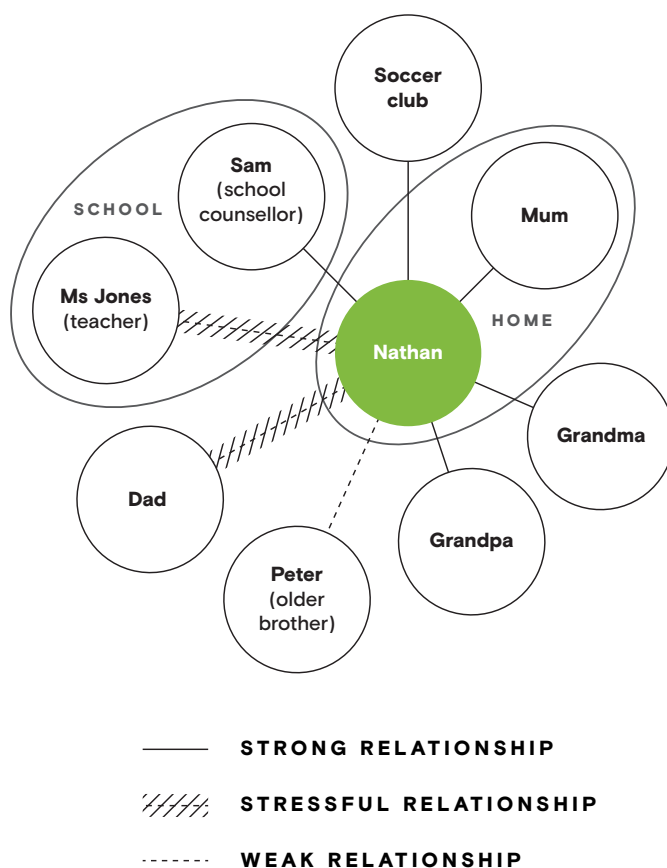 Soccer
club
Sam
(school
counsellor)
SCHOOL
Mum
Ms Jones
(teacher)
HOME
Nathan
Grandma
Dad
Grandpa
Peter
(older
brother)
STRONG RELATIONSHIP
STRESSFUL RELATIONSHIP
WEAK RELATIONSHIP